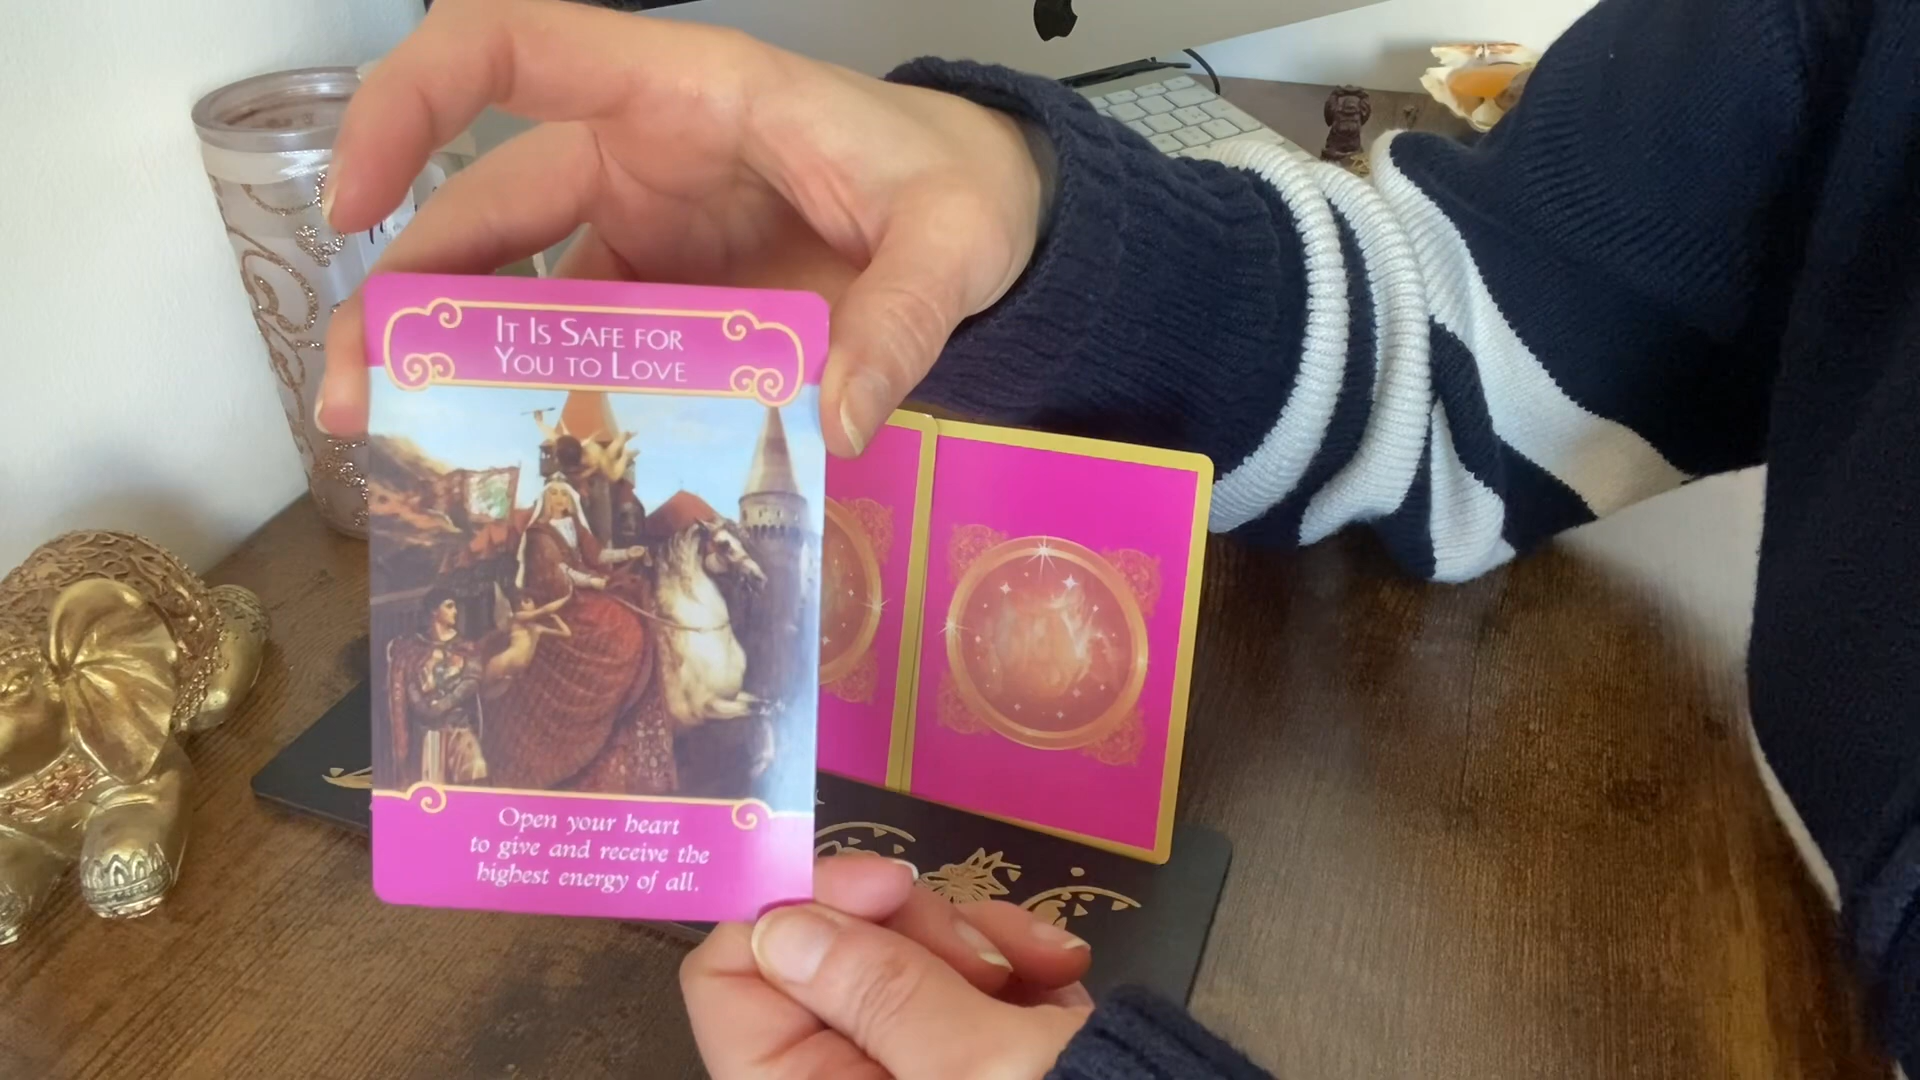 IT IS SAFE FOR
YOU TO LOVE
Open your heart
to give and receive the
highest energy of all.